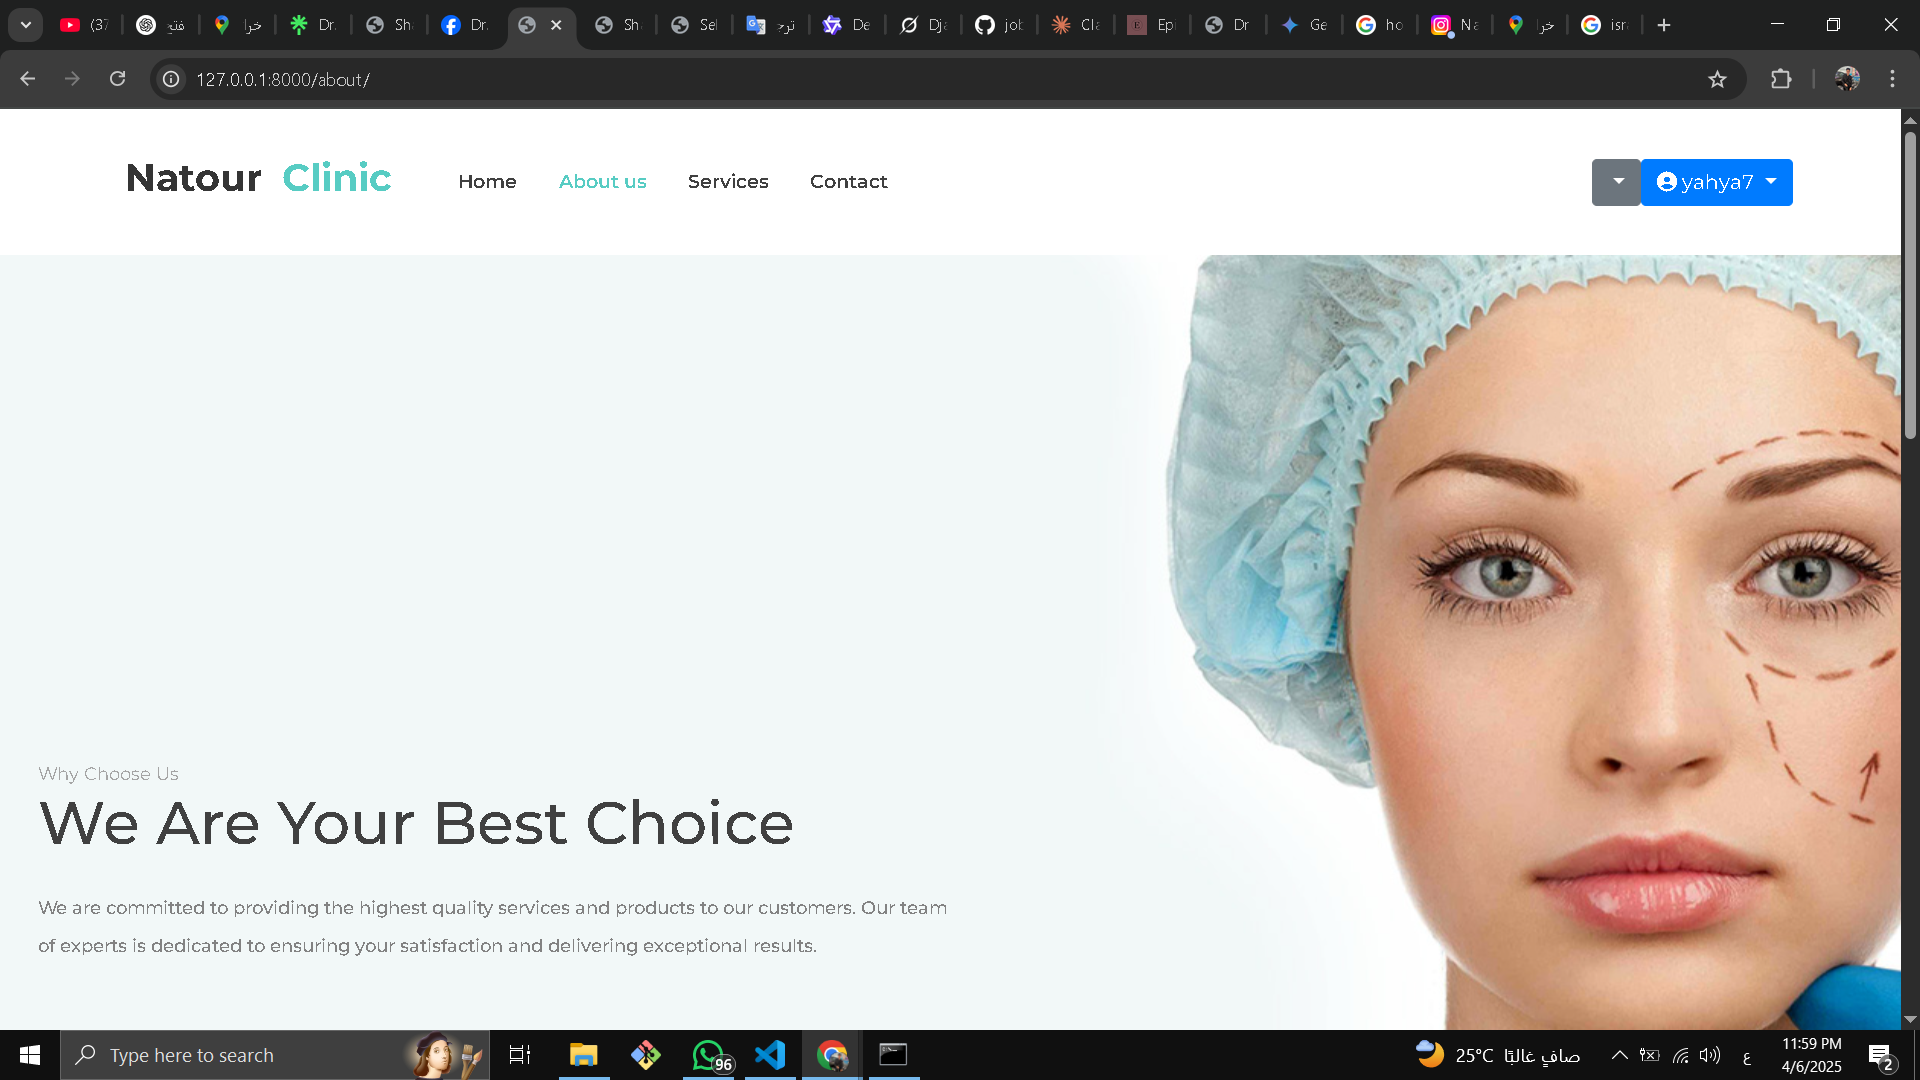 (37
فتح
خرا
Dr.
Sh
Dr.
Sh
Sel
ترج
De
Dja
job
Cla
Epi
Dr
Ge
ho
Na
خرا
isra
127.0.0.1:8000/about/
Natour Clinic
Home
About us
Services
Contact
yahya7
Why Choose Us
We Are Your Best Choice
We are committed to providing the highest quality services and products to our customers. Our team
of experts is dedicated to ensuring your satisfaction and delivering exceptional results.
Type here to search
96
25°C صافٍ غالبًا
ع
11:59 PM
4/6/2025
2